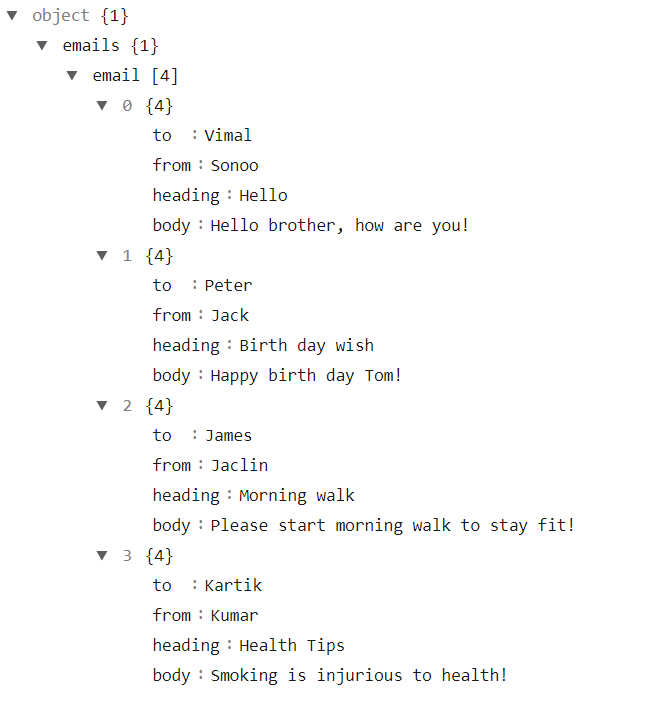 ▼ object {1}
▼ emails {1}
▼ email [4]
▼ 0 {4}
to : Vimal
from : Sonoo
heading : Hello
body : Hello brother, how are you!
▼ 1 {4}
to : Peter
from : Jack
heading : Birth day wish
body : Happy birth day Tom!
▼ 2 {4}
to : James
from : Jaclin
heading : Morning walk
body : Please start morning walk to stay fit!
▼ 3 {4}
to : Kartik
from : Kumar
heading : Health Tips
body : Smoking is injurious to health!